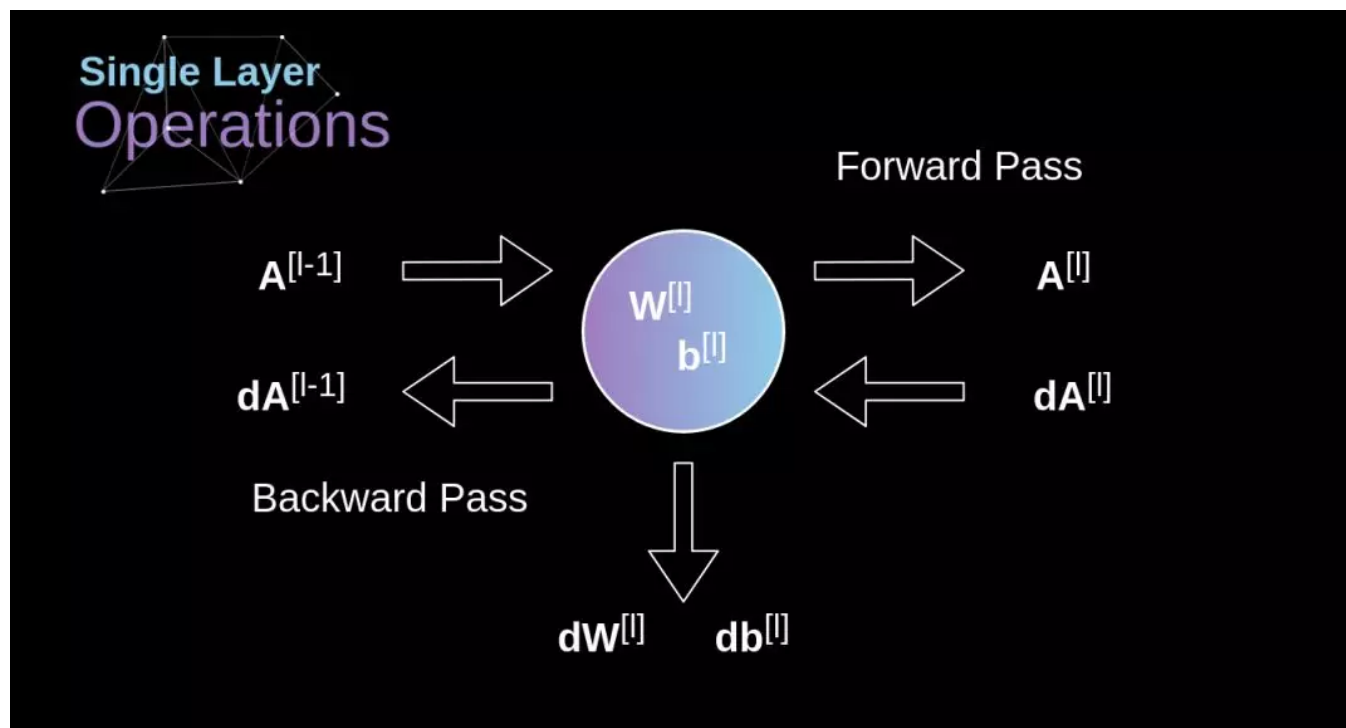 Single Layer
Operations
Forward Pass
A[l-1]
W[l]
b[l]
A[l]
dA[l-1]
dA[l]
Backward Pass
dW[l] db[l]